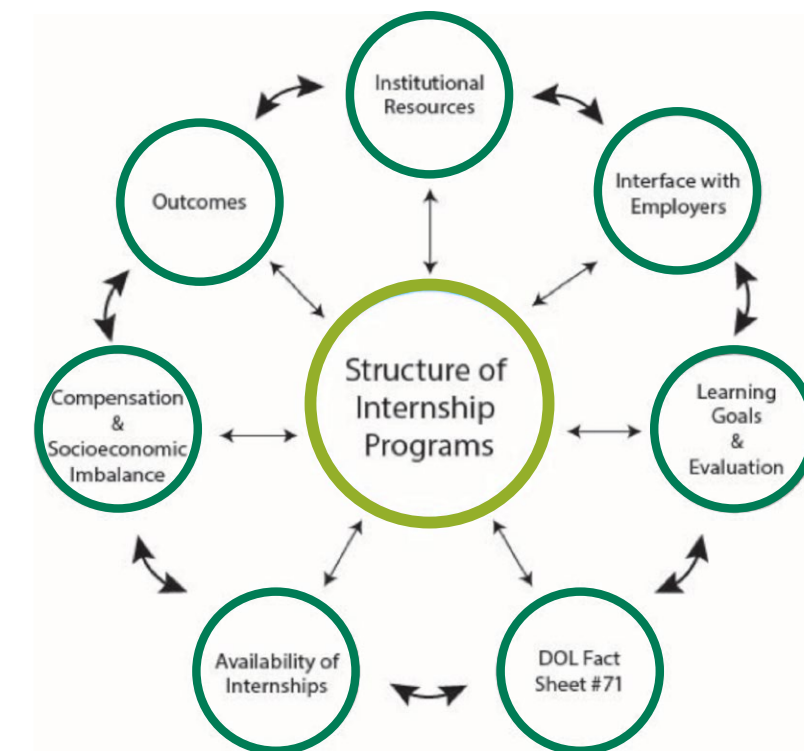 Institutional
Resources
Interface with
Employers
Outcomes
Structure of
Internship
Programs
Learning
Goals
&
Evaluation
Compensation
&
Socioeconomic
Imbalance
Availability of
Internships
DOL Fact
Sheet #71